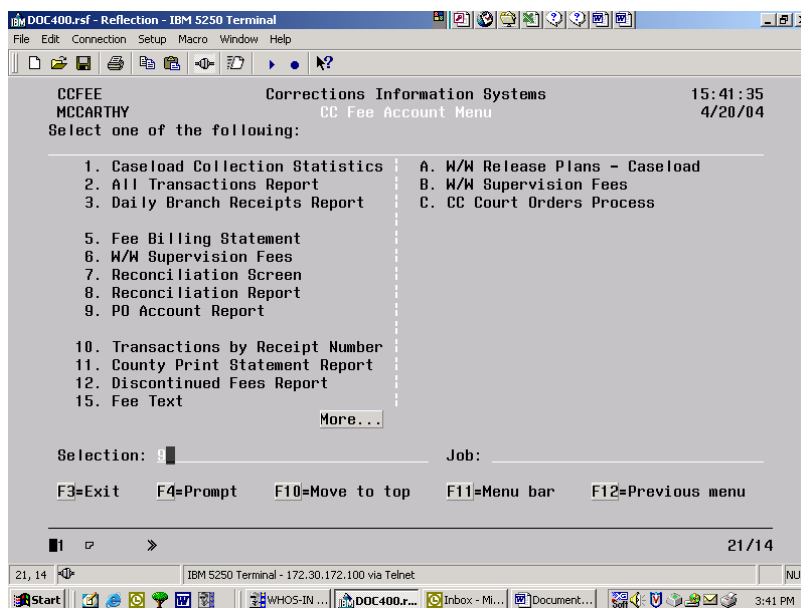 DOC400.rsf - Reflection - IBM 5250 Terminal
File Edit Connection Setup Macro Window Help
CCFEE Corrections Information Systems 15:41:35
MCCARTHY CC Fee Account Menu 4/20/04
Select one of the following:
1. Caseload Collection Statistics A. W/W Release Plans - Caseload
2. All Transactions Report B. W/W Supervision Fees
3. Daily Branch Receipts Report C. CC Court Orders Process
5. Fee Billing Statement
6. W/W Supervision Fees
7. Reconciliation Screen
8. Reconciliation Report
9. PO Account Report
10. Transactions by Receipt Number
11. County Print Statement Report
12. Discontinued Fees Report
15. Fee Text
More...
Selection: 9 Job:
F3=Exit F4=Prompt F10=Move to top F11=Menu bar F12=Previous menu
1 » 21/14
21, 14 IBM 5250 Terminal - 172.30.172.100 via Telnet NU
Start WHOS-IN ... DOC400.r... Inbox - Mi... Document... 3:41 PM